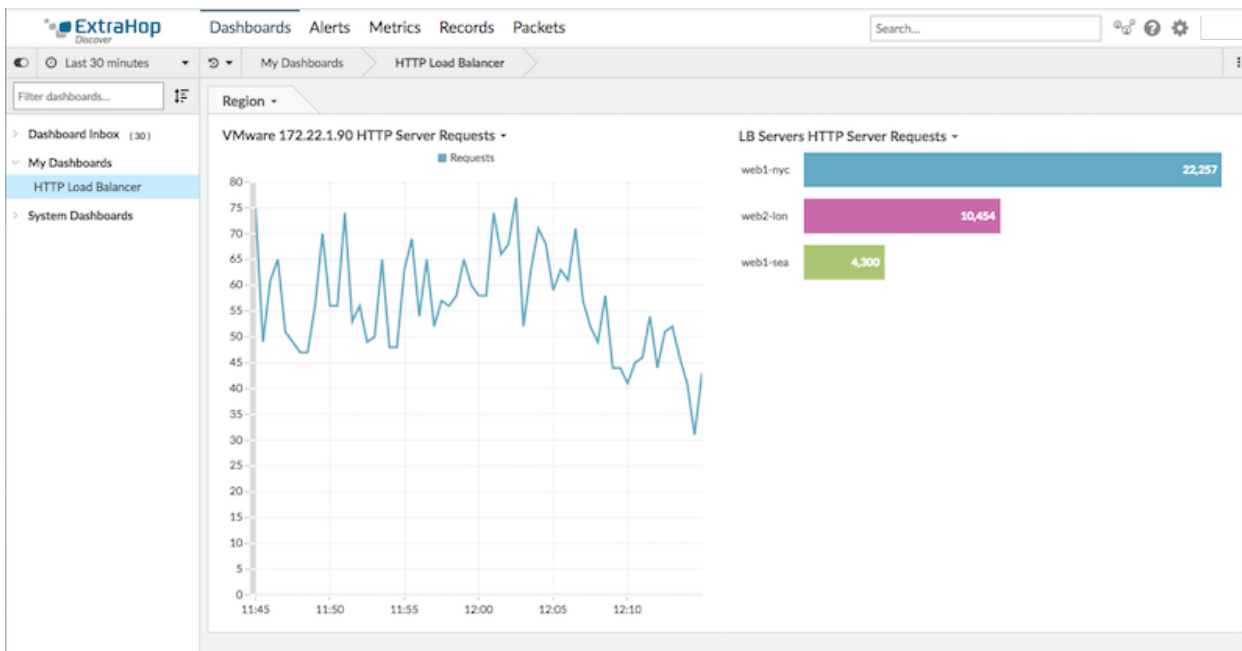 ExtraHop
Discover
Dashboards Alerts Metrics Records Packets
Search...
Last 30 minutes
My Dashboards
HTTP Load Balancer
Filter dashboards...
Region
Dashboard Inbox (30)
My Dashboards
HTTP Load Balancer
System Dashboards
VMware 172.22.1.90 HTTP Server Requests
Requests
80
75
70
65
60
55
50
45
40
35
30
25
20
15
10
5
0
11:45 11:50 11:55 12:00 12:05 12:10
LB Servers HTTP Server Requests
web1-nyc 22,257
web2-lon 10,454
web1-sea 4,300